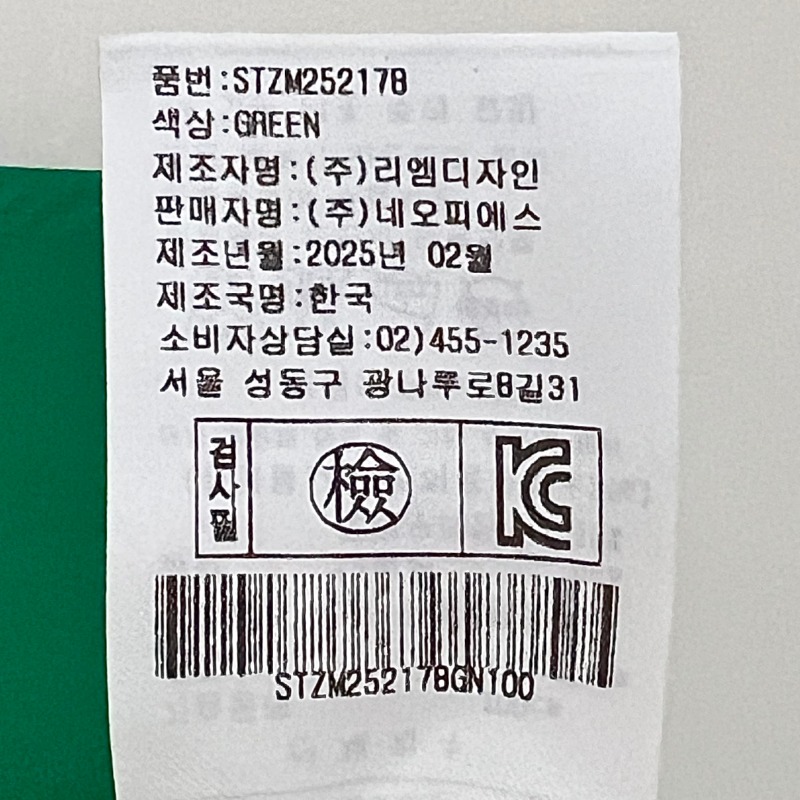 품번:STZM25217B
색상:GREEN
제조자명:(주)리엠디자인
판매자명:(주)네오피에스
제조년월:2025년 02월
제조국명:한국
소비자상담실:02)455-1235
서울 성동구 광나루로8길31
검사필
檢
KC
STZM25217BGN100